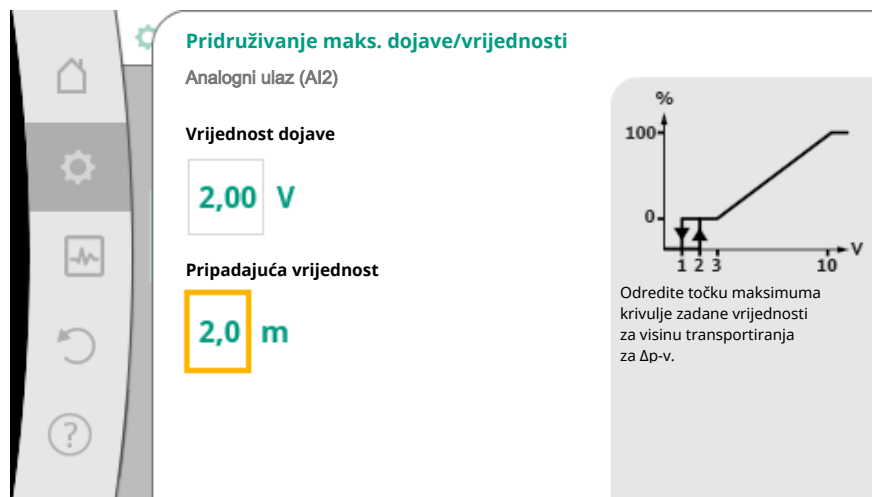 Pridruživanje maks. dojave/vrijednosti
Analogni ulaz (AI2)
Vrijednost dojave
2,00 V
Pripadajuća vrijednost
2,0 m
%
100
0
1 2 3 10 V
Odredite točku maksimuma
krivulje zadane vrijednosti
za visinu transportiranja
za Δp-v.
?